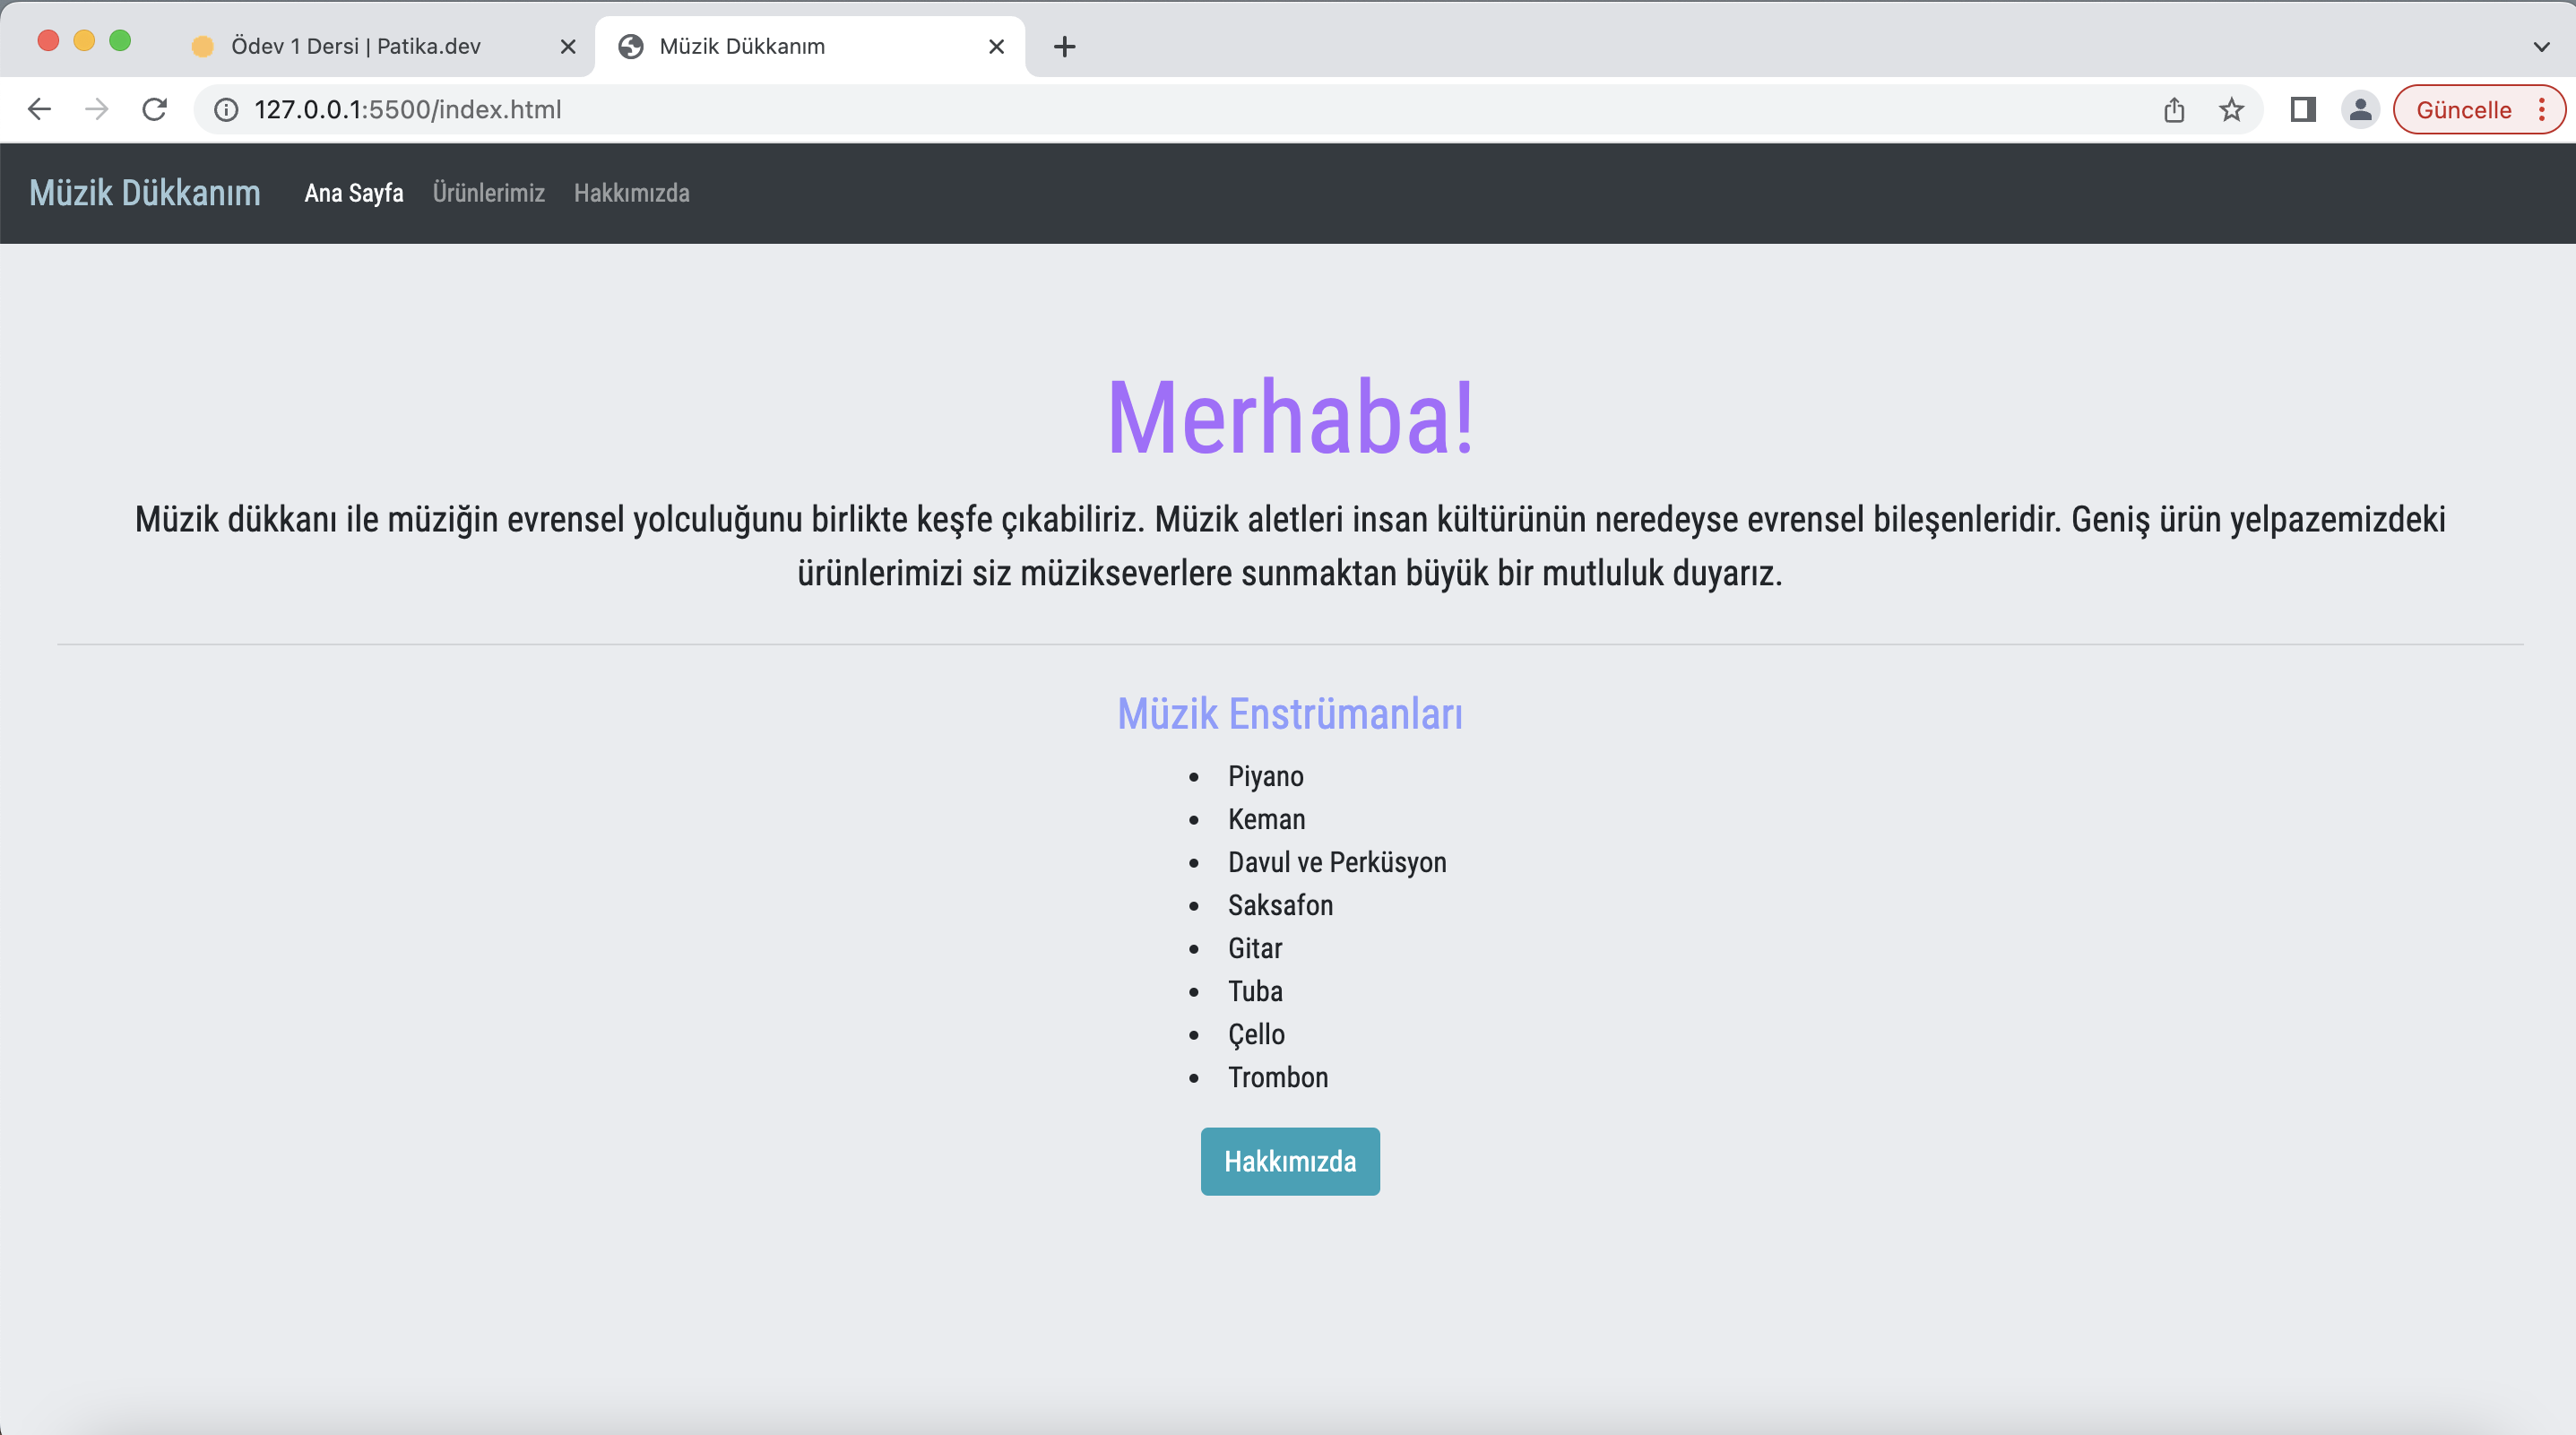 Ödev 1 Dersi | Patika.dev
Müzik Dükkanım
127.0.0.1:5500/index.html
Güncelle
Müzik Dükkanım
Ana Sayfa
Ürünlerimiz
Hakkımızda
Merhaba!
Müzik dükkanı ile müziğin evrensel yolculuğunu birlikte keşfe çıkabiliriz. Müzik aletleri insan kültürünün neredeyse evrensel bileşenleridir. Geniş ürün yelpazemizdeki
ürünlerimizi siz müzikseverlere sunmaktan büyük bir mutluluk duyarız.
Müzik Enstrümanları
Piyano
Keman
Davul ve Perküsyon
Saksafon
Gitar
Tuba
Çello
Trombon
Hakkımızda